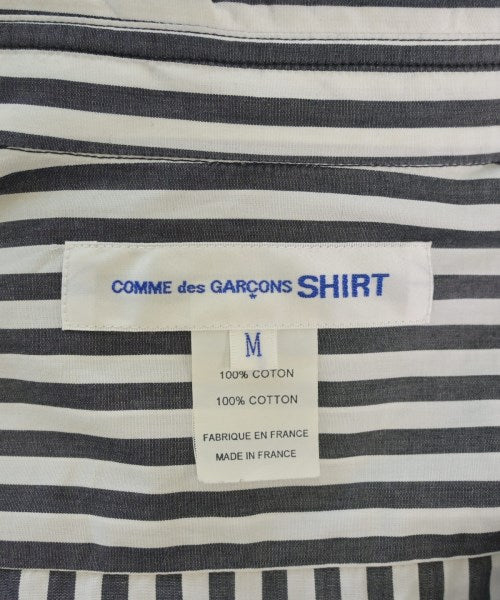 COMME des GARÇONS SHIRT
M
100% COTON
100% COTTON
FABRIQUE EN FRANCE
MADE IN FRANCE